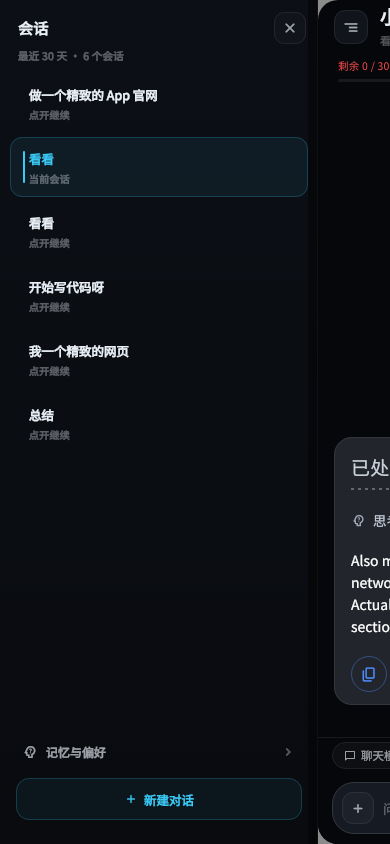 会话
最近 30 天 · 6 个会话
做一个精致的 App 官网
点开继续
看看
当前会话
看看
点开继续
开始写代码呀
点开继续
我一个精致的网页
点开继续
总结
点开继续
记忆与偏好
+ 新建对话
剩余 0 / 30
已处
Also m
netwo
Actual
sectio